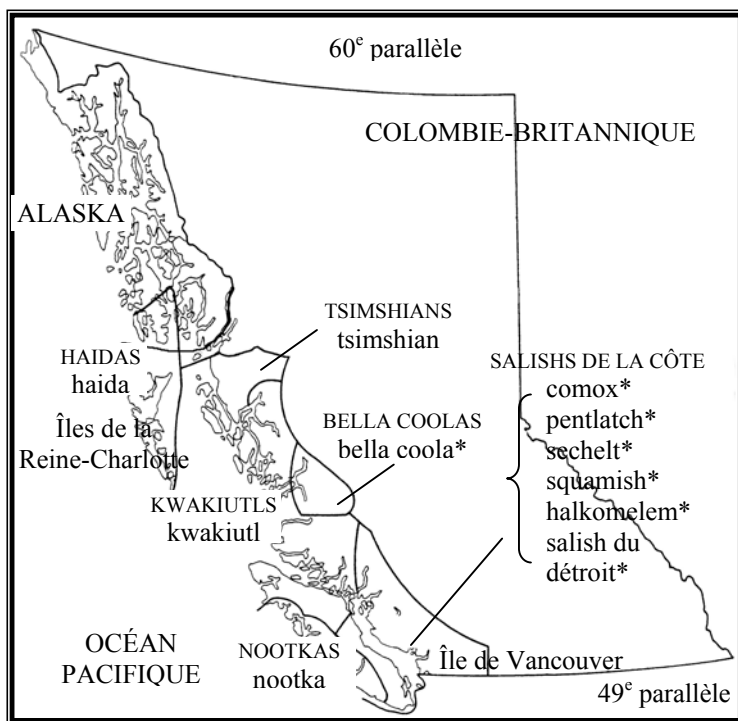 60e parallèle
COLOMBIE-BRITANNIQUE
ALASKA
TSIMSHIANS
tsimshian
HAIDAS
haida
SALISHS DE LA CÔTE
comox*
pentlatch*
sechelt*
squamish*
halkomelem*
salish du
détroit*
BELLA COOLAS
bella coola*
Îles de la
Reine-Charlotte
KWAKIUTLS
kwakiutl
OCÉAN
PACIFIQUE
NOOTKAS
nootka
Île de Vancouver
49e parallèle